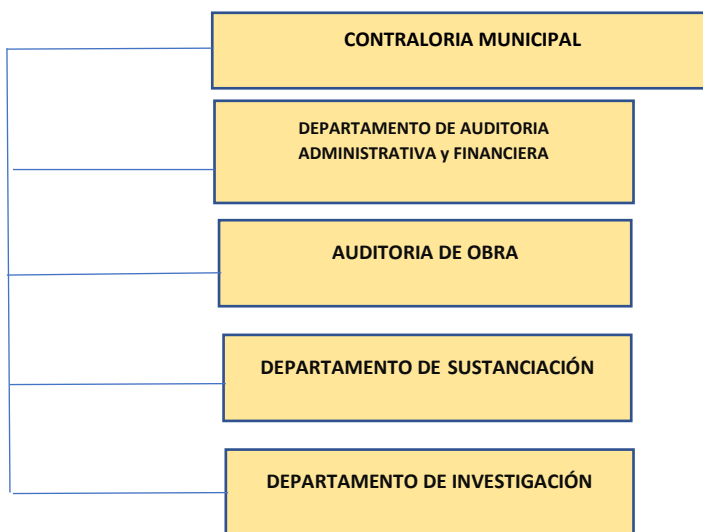 CONTRALORIA MUNICIPAL
DEPARTAMENTO DE AUDITORIA
ADMINISTRATIVA y FINANCIERA
AUDITORIA DE OBRA
DEPARTAMENTO DE SUSTANCIACIÓN
DEPARTAMENTO DE INVESTIGACIÓN